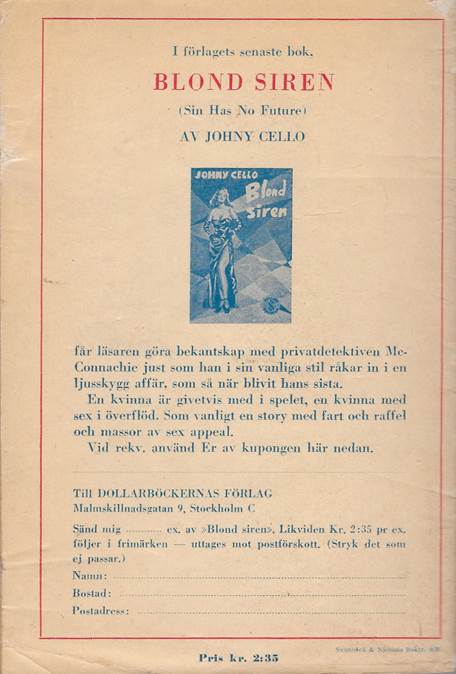 I förlagets senaste bok,
BLOND SIREN
(Sin Has No Future)
AV JOHNY CELLO
JOHNY CELLO
Blond
siren
får läsaren göra bekantskap med privatdetektiven Mc-
Connachie just som han i sin vanliga stil råkar in i en
ljusskygg affär, som så när blivit hans sista.
En kvinna är givetvis med i spelet, en kvinna med
sex i överflöd. Som vanligt en story med fart och raffel
och massor av sex appeal.
Vid rekv. använd Er av kupongen här nedan.
Till DOLLARBÖCKERNAS FÖRLAG
Malmskillnadsgatan 9, Stockholm C
Sänd mig ............ ex. av »Blond siren». Likviden Kr. 2:35 pr ex.
följer i frimärken — uttages mot postförskott. (Stryk det som
ej passar.)
Namn:
Bostad:
Postadress:
& Boktr.
Pris kr. 2:35